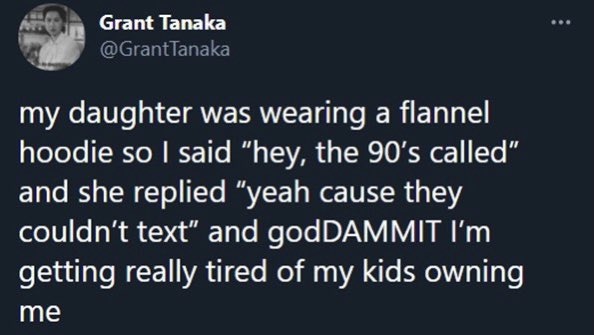 Grant Tanaka
@GrantTanaka
my daughter was wearing a flannel
hoodie so I said “hey, the 90’s called”
and she replied “yeah cause they
couldn’t text” and godDAMMIT I’m
getting really tired of my kids owning
me